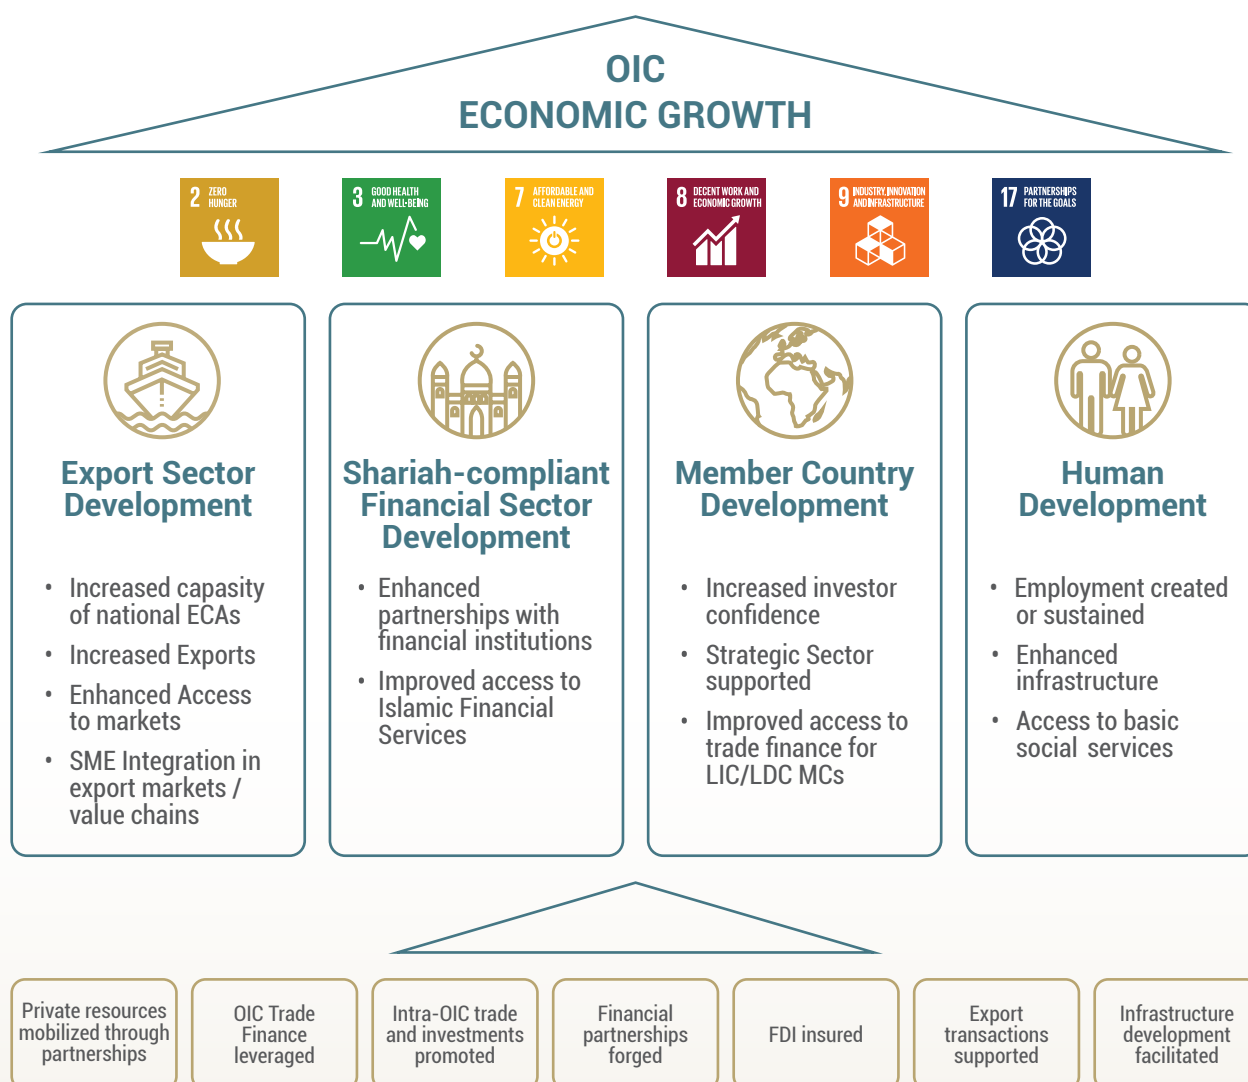 OIC
ECONOMIC GROWTH
2 ZERO
HUNGER
3 GOOD HEALTH
AND WELL-BEING
7 AFFORDABLE AND
CLEAN ENERGY
8 DECENT WORK AND
ECONOMIC GROWTH
9 INDUSTRY, INNOVATION
AND INFRASTRUCTURE
17 PARTNERSHIPS
FOR THE GOALS
Export Sector
Development
• Increased capasity
of national ECAs
• Increased Exports
• Enhanced Access
to markets
• SME Integration in
export markets /
value chains
Shariah-compliant
Financial Sector
Development
• Enhanced
partnerships with
financial institutions
• Improved access to
Islamic Financial
Services
Member Country
Development
• Increased investor
confidence
• Strategic Sector
supported
• Improved access to
trade finance for
LIC/LDC MCs
Human
Development
• Employment created
or sustained
• Enhanced
infrastructure
• Access to basic
social services
Private resources
mobilized through
partnerships
OIC Trade
Finance
leveraged
Intra-OIC trade
and investments
promoted
Financial
partnerships
forged
FDI insured
Export
transactions
supported
Infrastructure
development
facilitated